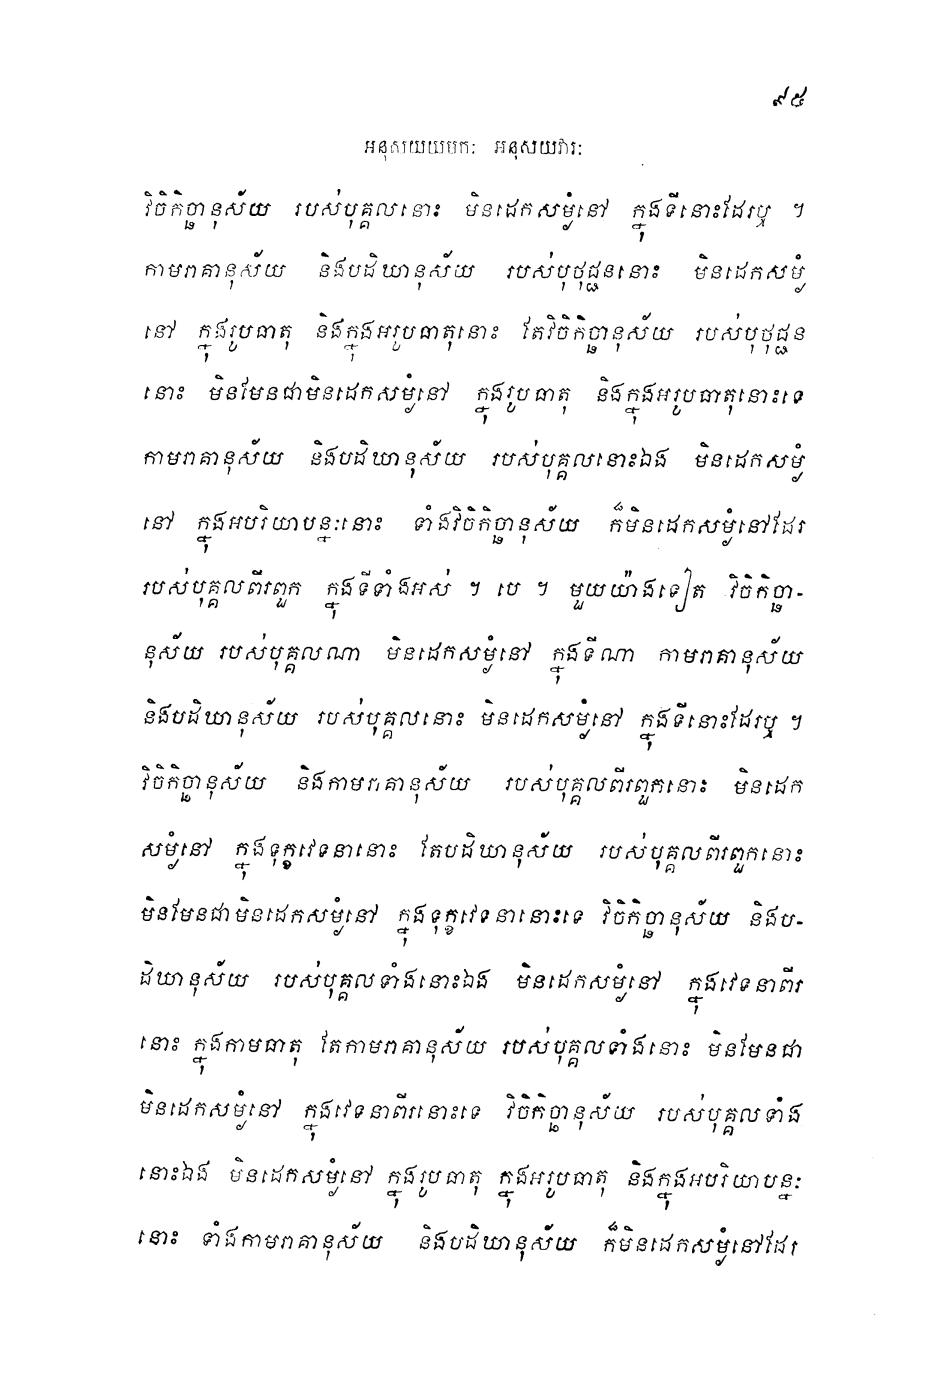 ៩៥
អនុសយយមកៈ អនុសយវារៈ
វិចិកិច្ឆានុស័យ របស់បុគ្គលនោះ មិនដេកសម្ងំនៅ ក្នុងទីនោះដែរឬ ។
កាមរាគានុស័យ និងបដិឃានុស័យ របស់បុថុជ្ជននោះ មិនដេកសម្ងំ
នៅ ក្នុងរូបធាតុ និងក្នុងអរូបធាតុនោះ តែវិចិកិច្ឆានុស័យ របស់បុថុជ្ជន
នោះ មិនមែនជាមិនដេកសម្ងំនៅ ក្នុងរូបធាតុ និងក្នុងអរូបធាតុនោះទេ
កាមរាគានុស័យ និងបដិឃានុស័យ របស់បុគ្គលនោះឯង មិនដេកសម្ងំ
នៅ ក្នុងអបរិយាបន្នៈនោះ ទាំងវិចិកិច្ឆានុស័យ ក៏មិនដេកសម្ងំនៅដែរ
របស់បុគ្គលពីរពួក ក្នុងទីទាំងអស់ ។ បេ ។ មួយយ៉ាងទៀត វិចិកិច្ឆា-
នុស័យ របស់បុគ្គលណា មិនដេកសម្ងំនៅ ក្នុងទីណា កាមរាគានុស័យ
និងបដិឃានុស័យ របស់បុគ្គលនោះ មិនដេកសម្ងំនៅ ក្នុងទីនោះដែរឬ ។
វិចិកិច្ឆានុស័យ និងកាមរាគានុស័យ របស់បុគ្គលពីរពួកនោះ មិនដេក
សម្ងំនៅ ក្នុងទុក្ខវេទនានោះ តែបដិឃានុស័យ របស់បុគ្គលពីរពួកនោះ
មិនមែនជាមិនដេកសម្ងំនៅ ក្នុងទុក្ខវេទនានោះទេ វិចិកិច្ឆានុស័យ និងប-
ដិឃានុស័យ របស់បុគ្គលទាំងនោះឯង មិនដេកសម្ងំនៅ ក្នុងវេទនាពីរ
នោះ ក្នុងកាមធាតុ តែកាមរាគានុស័យ របស់បុគ្គលទាំងនោះ មិនមែនជា
មិនដេកសម្ងំនៅ ក្នុងវេទនាពីរនោះទេ វិចិកិច្ឆានុស័យ របស់បុគ្គលទាំង
នោះឯង មិនដេកសម្ងំនៅ ក្នុងរូបធាតុ ក្នុងអរូបធាតុ និងក្នុងអបរិយាបន្នៈ
នោះ ទាំងកាមរាគានុស័យ និងបដិឃានុស័យ ក៏មិនដេកសម្ងំនៅដែរ